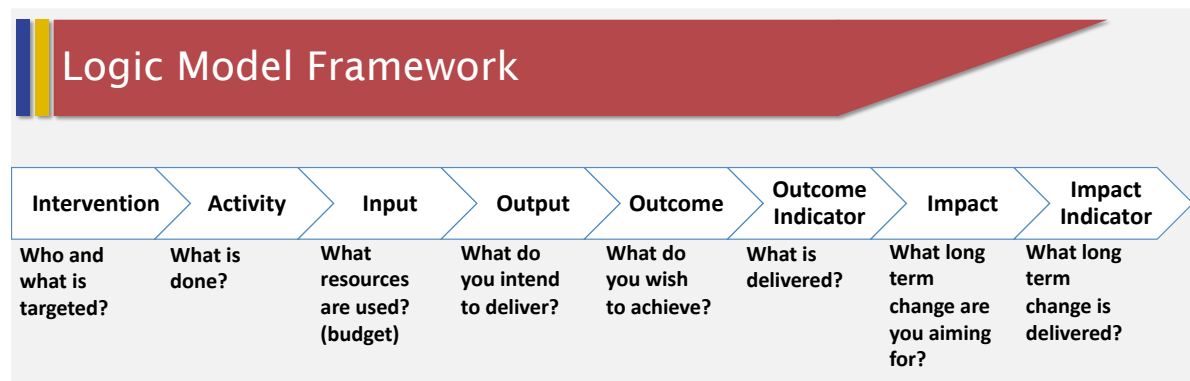 Logic Model Framework
Intervention
Activity
Input
Output
Outcome
Outcome
Indicator
Impact
Impact
Indicator
Who and
what is
targeted?
What is
done?
What
resources
are used?
(budget)
What do
you intend
to deliver?
What do
you wish
to achieve?
What is
delivered?
What long
term
change are
you aiming
for?
What long
term
change is
delivered?